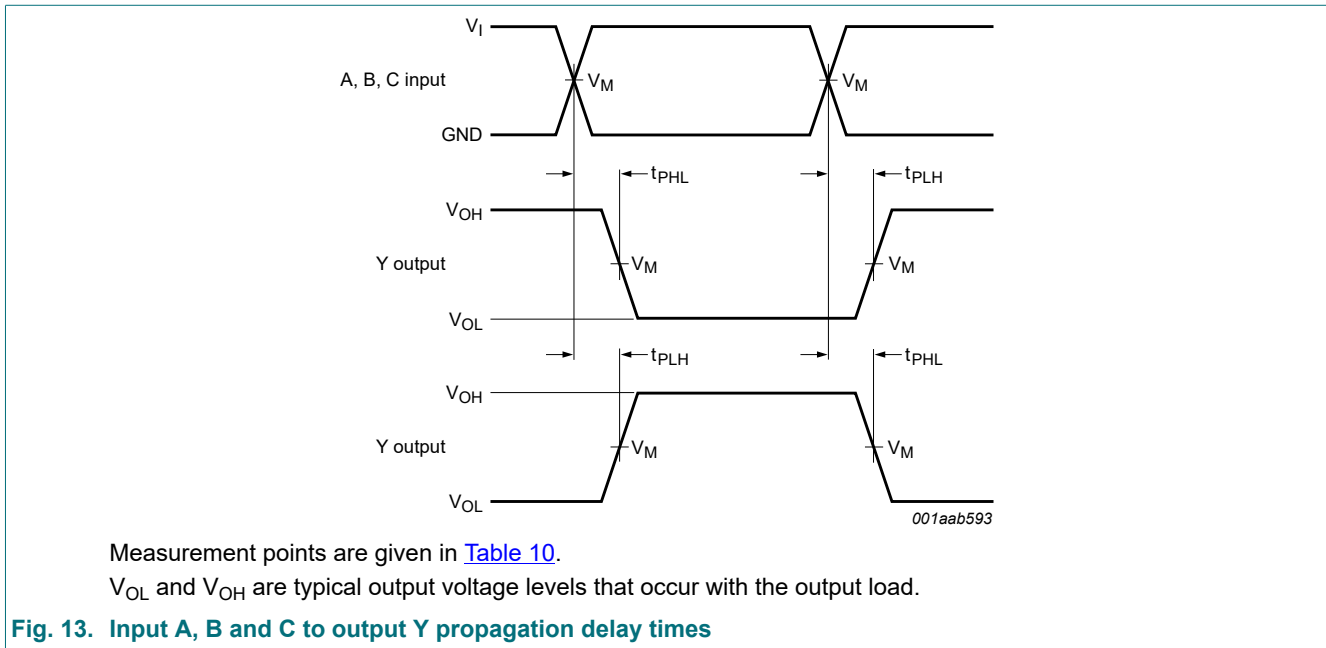 V_I
A, B, C input
V_M
V_M
GND
t_PHL
t_PLH
V_OH
Y output
V_M
V_M
V_OL
t_PLH
t_PHL
V_OH
Y output
V_M
V_M
V_OL
001aab593
Measurement points are given in Table 10.
V_OL and V_OH are typical output voltage levels that occur with the output load.
Fig. 13. Input A, B and C to output Y propagation delay times